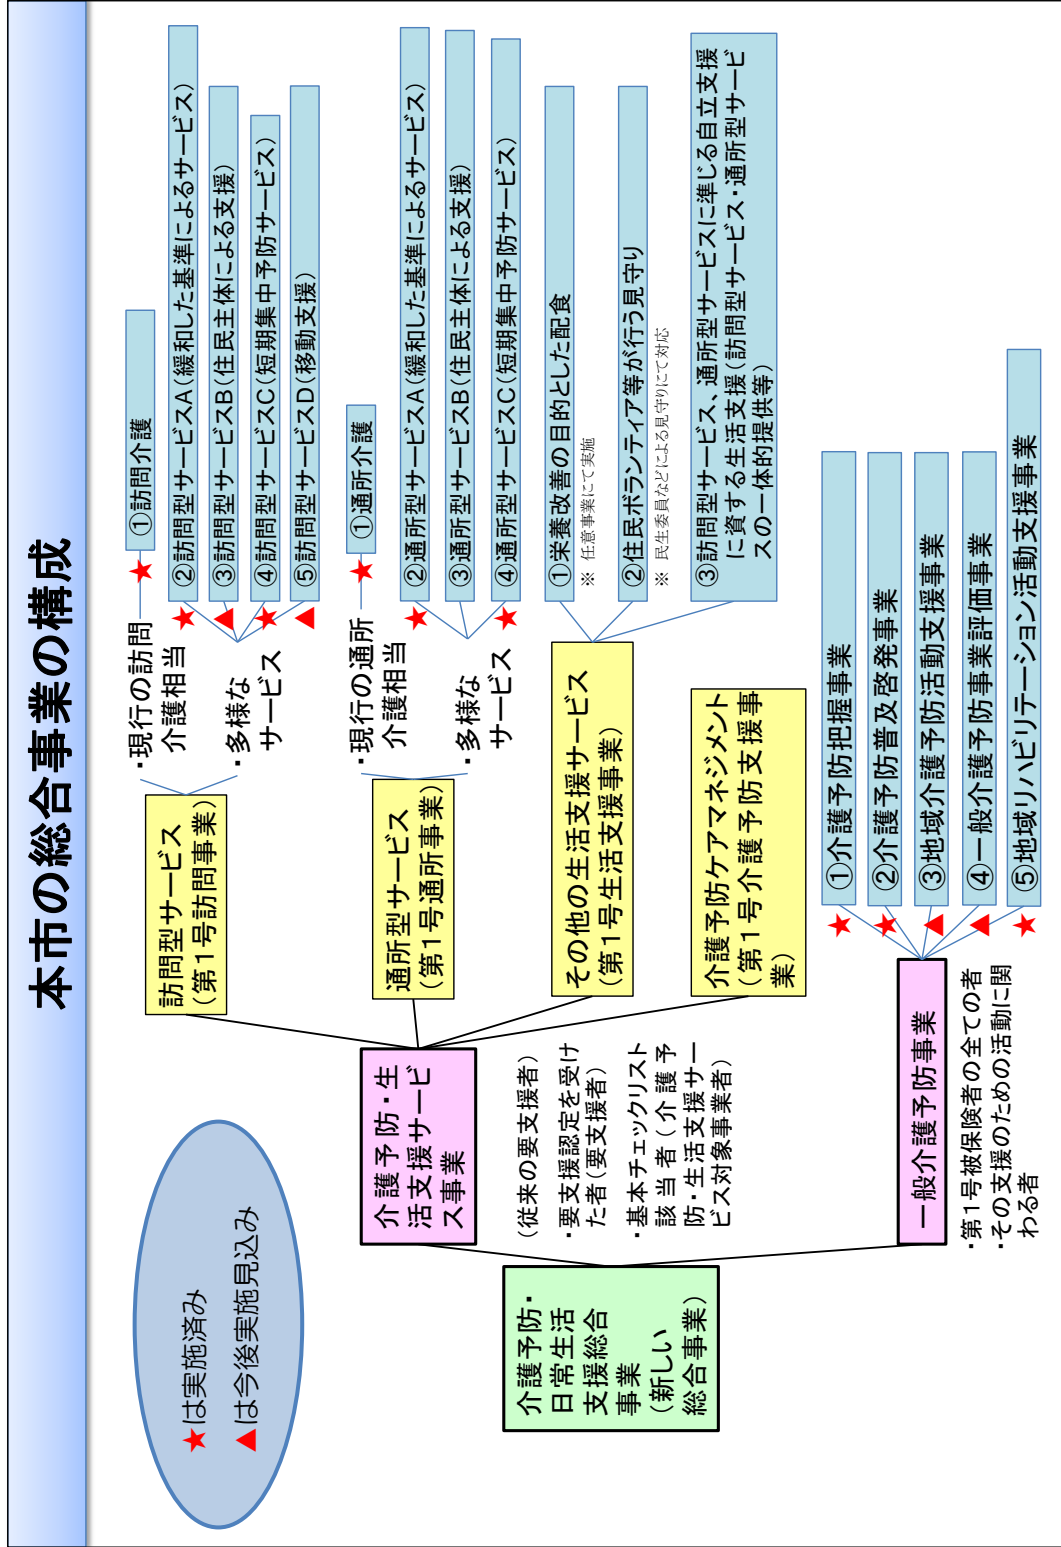 本市の総合事業の構成
★は実施済み
▲は今後実施見込み
介護予防・
日常生活
支援総合
事業
(新しい
総合事業)
介護予防・生
活支援サービ
ス事業
(従来の要支援者)
・要支援認定を受け
た者(要支援者)
・基本チェックリスト
該当者(介護予
防・生活支援サー
ビス対象事業者)
一般介護予防事業
・第1号被保険者の全ての者
・その支援のための活動に関
わる者
訪問型サービス
(第1号訪問事業)
・現行の訪問
介護相当
★
①訪問介護
・多様な
サービス
★
②訪問型サービスA(緩和した基準によるサービス)
▲
③訪問型サービスB(住民主体による支援)
★
④訪問型サービスC(短期集中予防サービス)
▲
⑤訪問型サービスD(移動支援)
通所型サービス
(第1号通所事業)
・現行の通所
介護相当
★
①通所介護
・多様な
サービス
★
②通所型サービスA(緩和した基準によるサービス)
③通所型サービスB(住民主体による支援)
★
④通所型サービスC(短期集中予防サービス)
その他の生活支援サービス
(第1号生活支援事業)
①栄養改善の目的とした配食
※ 任意事業にて実施
②住民ボランティア等が行う見守り
※ 民生委員などによる見守りにて対応
③訪問型サービス、通所型サービスに準じる自立支援
に資する生活支援(訪問型サービス・通所型サービ
スの一体的提供等)
介護予防ケアマネジメント
(第1号介護予防支援事
業)
★
①介護予防把握事業
★
②介護予防普及啓発事業
▲
③地域介護予防活動支援事業
▲
④一般介護予防事業評価事業
★
⑤地域リハビリテーション活動支援事業